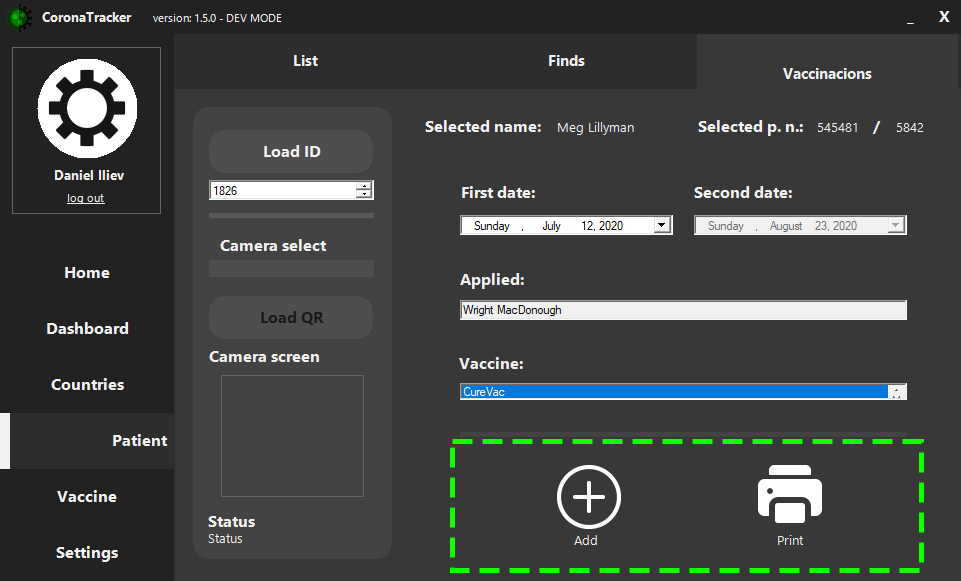 CoronaTracker version: 1.5.0 - DEV MODE
_ X
Daniel Iliev
log out
Home
Dashboard
Countries
Patient
Vaccine
Settings
List Finds Vaccinacions
Load ID
1826
Camera select
Load QR
Camera screen
Status
Status
Selected name: Meg Lillyman Selected p. n.: 545481 / 5842
First date: Second date:
Sunday , July 12, 2020 Sunday , August 23, 2020
Applied:
Wright MacDonough
Vaccine:
CureVac
Add Print